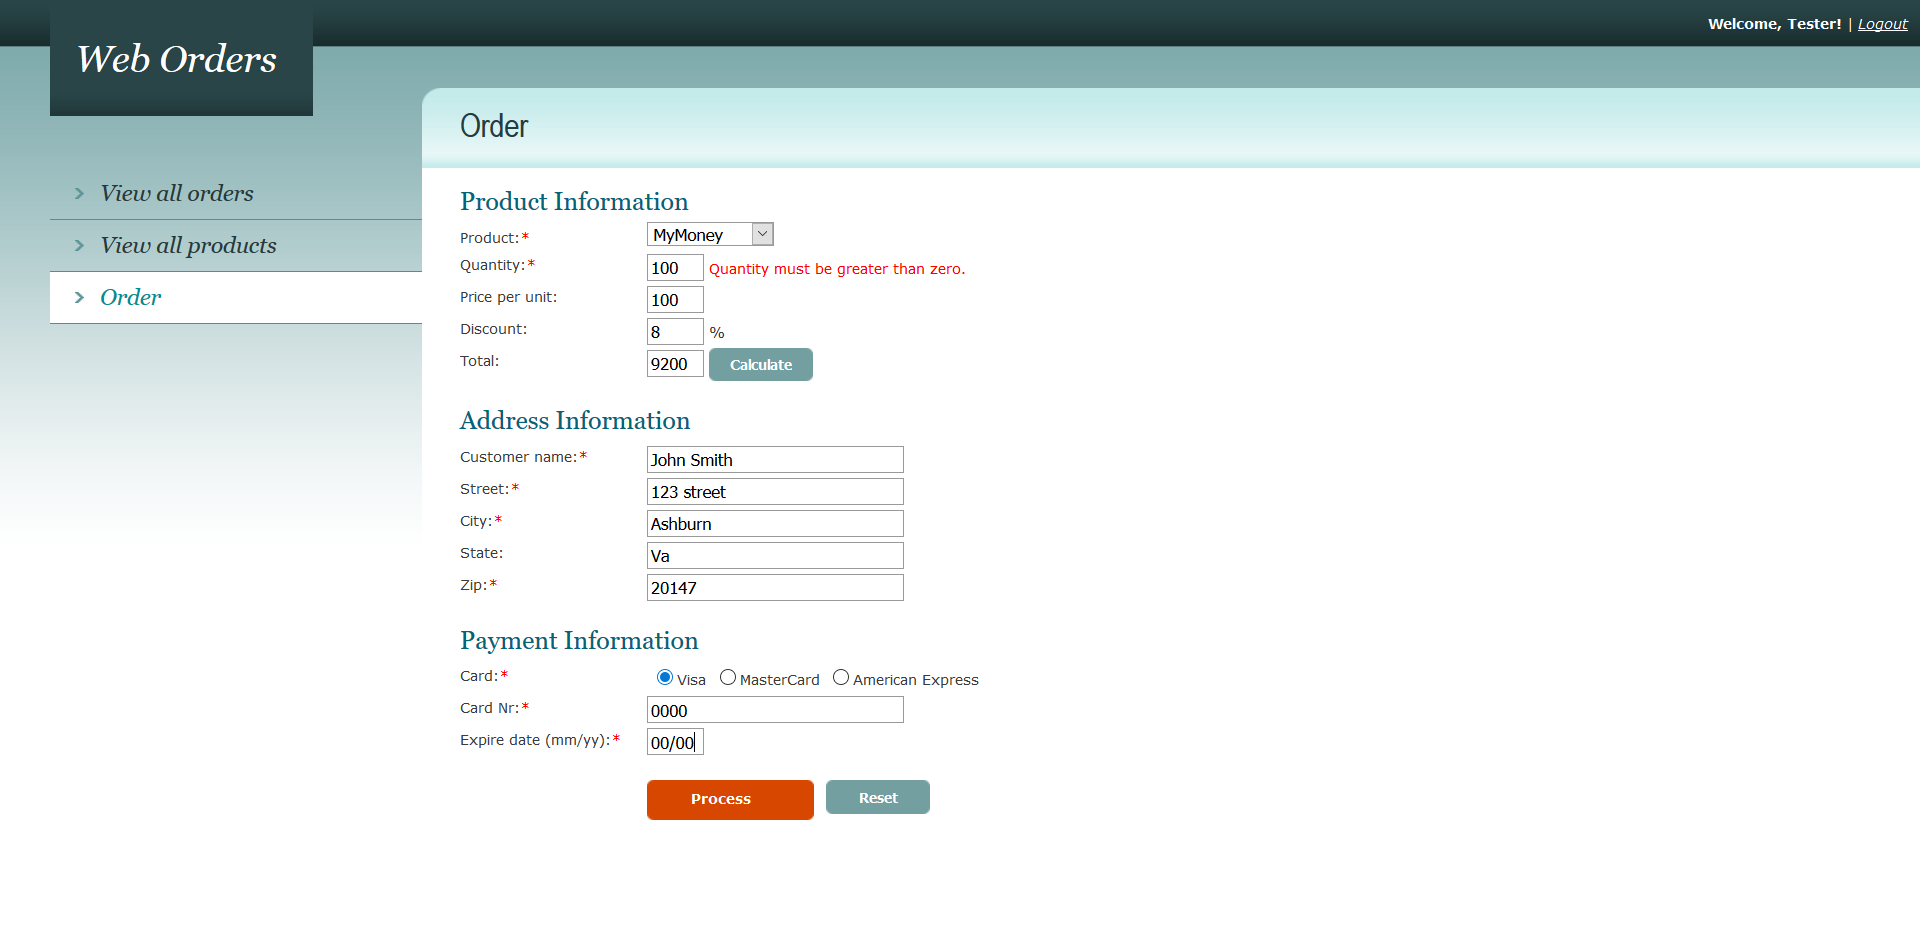 Welcome, Tester! | Logout
Web Orders
View all orders
View all products
Order
Order
Product Information
Product:* MyMoney
Quantity:* 100 Quantity must be greater than zero.
Price per unit: 100
Discount: 8 %
Total: 9200 Calculate
Address Information
Customer name:* John Smith
Street:* 123 street
City:* Ashburn
State: Va
Zip:* 20147
Payment Information
Card:* Visa MasterCard American Express
Card Nr:* 0000
Expire date (mm/yy):* 00/00
Process Reset